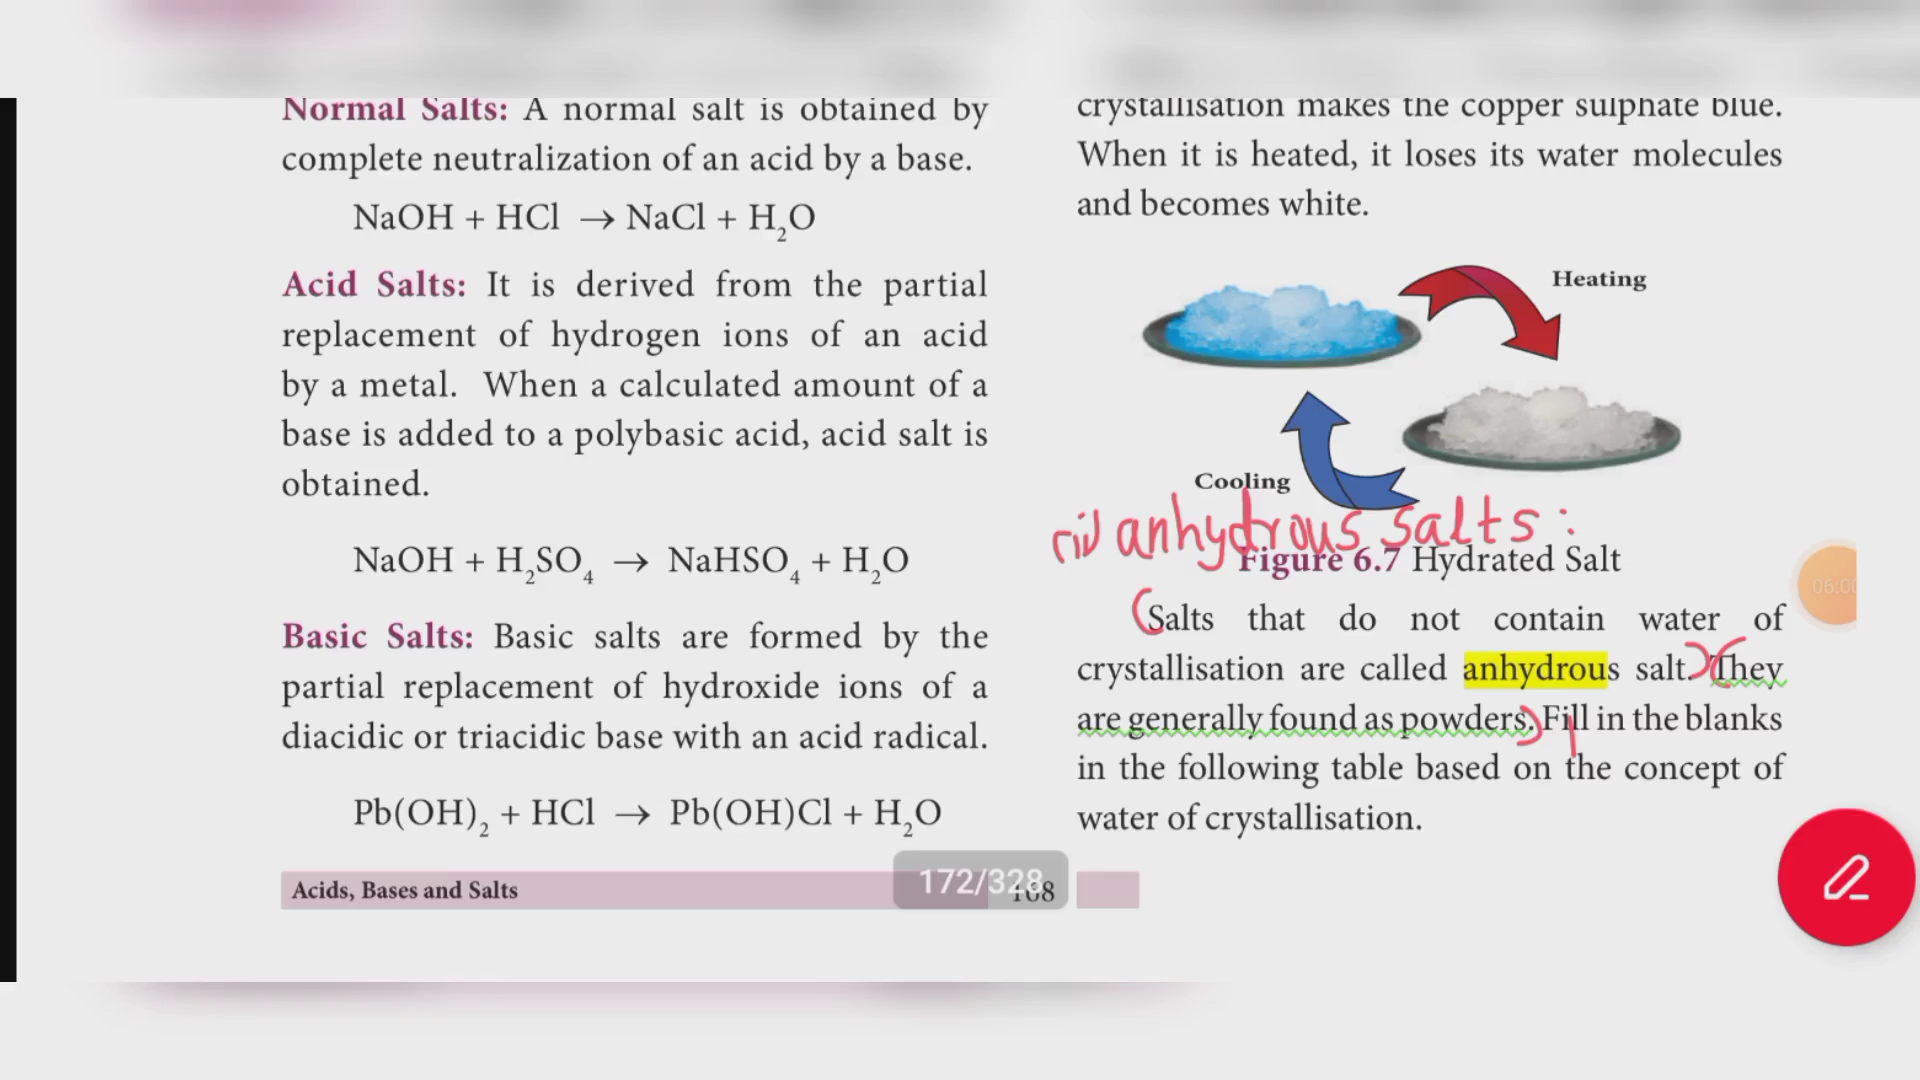 Normal Salts: A normal salt is obtained by
complete neutralization of an acid by a base.
NaOH + HCl → NaCl + H₂O
Acid Salts: It is derived from the partial
replacement of hydrogen ions of an acid
by a metal. When a calculated amount of a
base is added to a polybasic acid, acid salt is
obtained.
NaOH + H₂SO₄ → NaHSO₄ + H₂O
Basic Salts: Basic salts are formed by the
partial replacement of hydroxide ions of a
diacidic or triacidic base with an acid radical.
Pb(OH)₂ + HCl → Pb(OH)Cl + H₂O
crystallisation makes the copper sulphate blue.
When it is heated, it loses its water molecules
and becomes white.
Heating
Cooling
anhydrous salts:
Figure 6.7 Hydrated Salt
Salts that do not contain water of
crystallisation are called anhydrous salt. They
are generally found as powders. Fill in the blanks
in the following table based on the concept of
water of crystallisation.
Acids, Bases and Salts
172/328
168
06:00